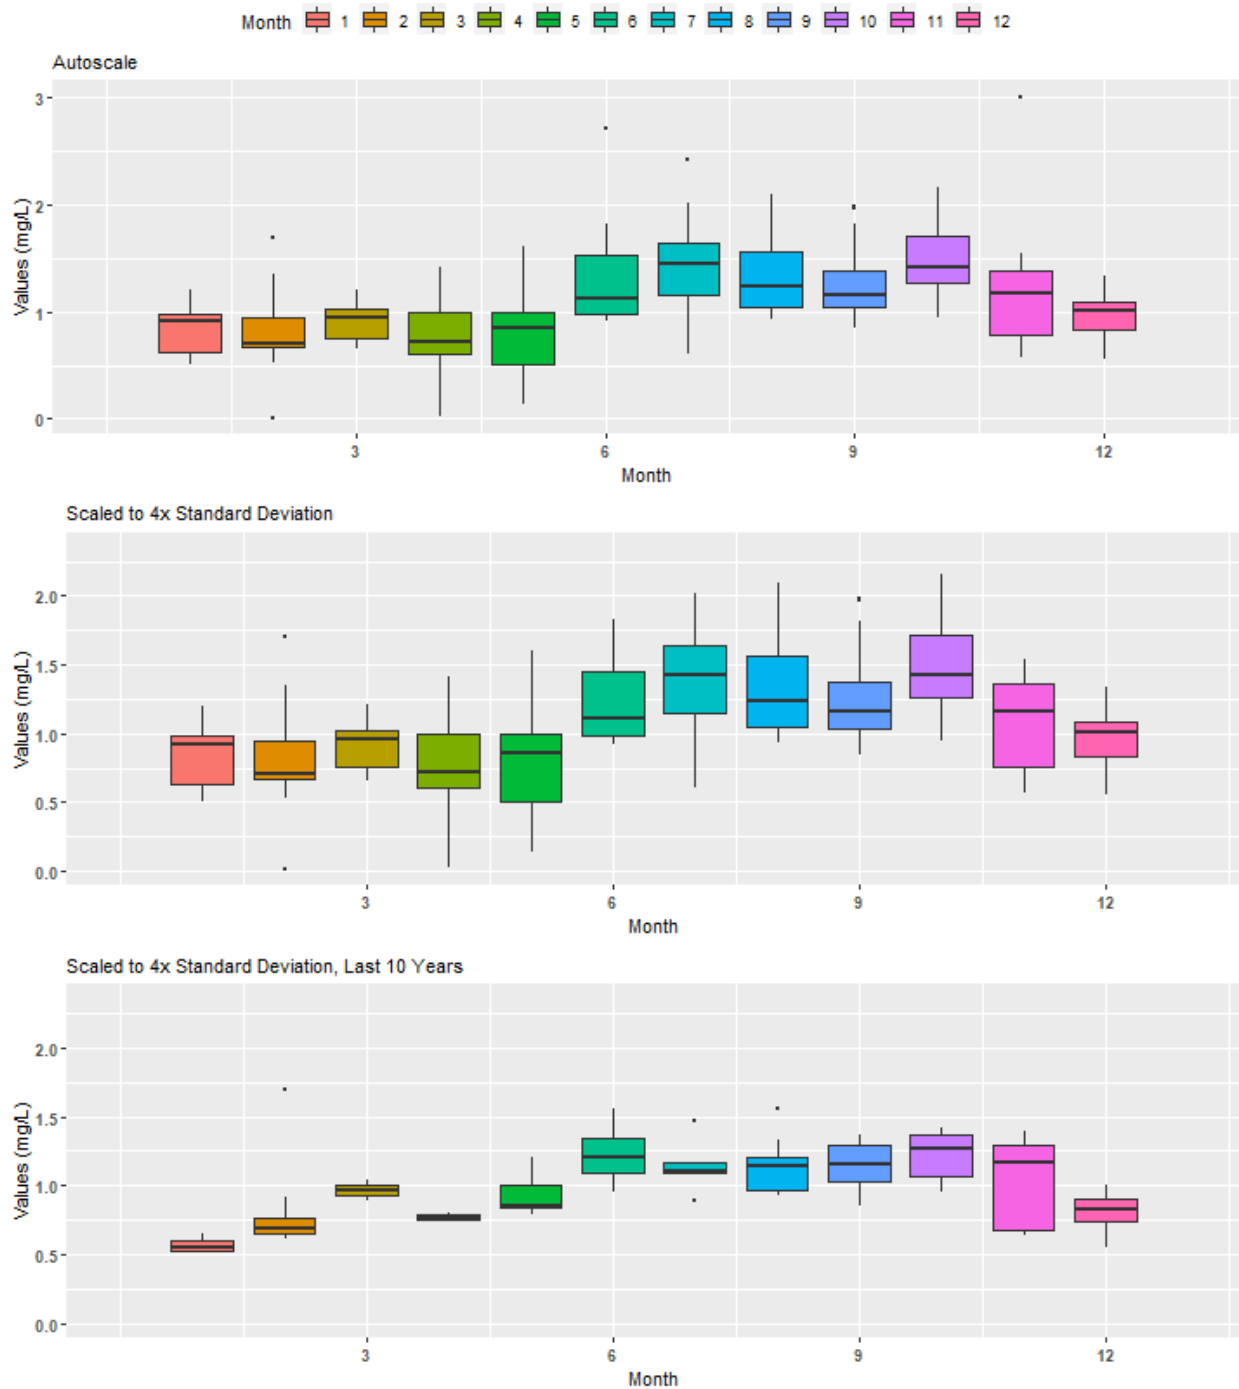 Month 1 2 3 4 5 6 7 8 9 10 11 12
Autoscale
Values (mg/L)
3
2
1
0
3 6 9 12
Month
Scaled to 4x Standard Deviation
Values (mg/L)
2.0
1.5
1.0
0.5
0.0
3 6 9 12
Month
Scaled to 4x Standard Deviation, Last 10 Years
Values (mg/L)
2.0
1.5
1.0
0.5
0.0
3 6 9 12
Month